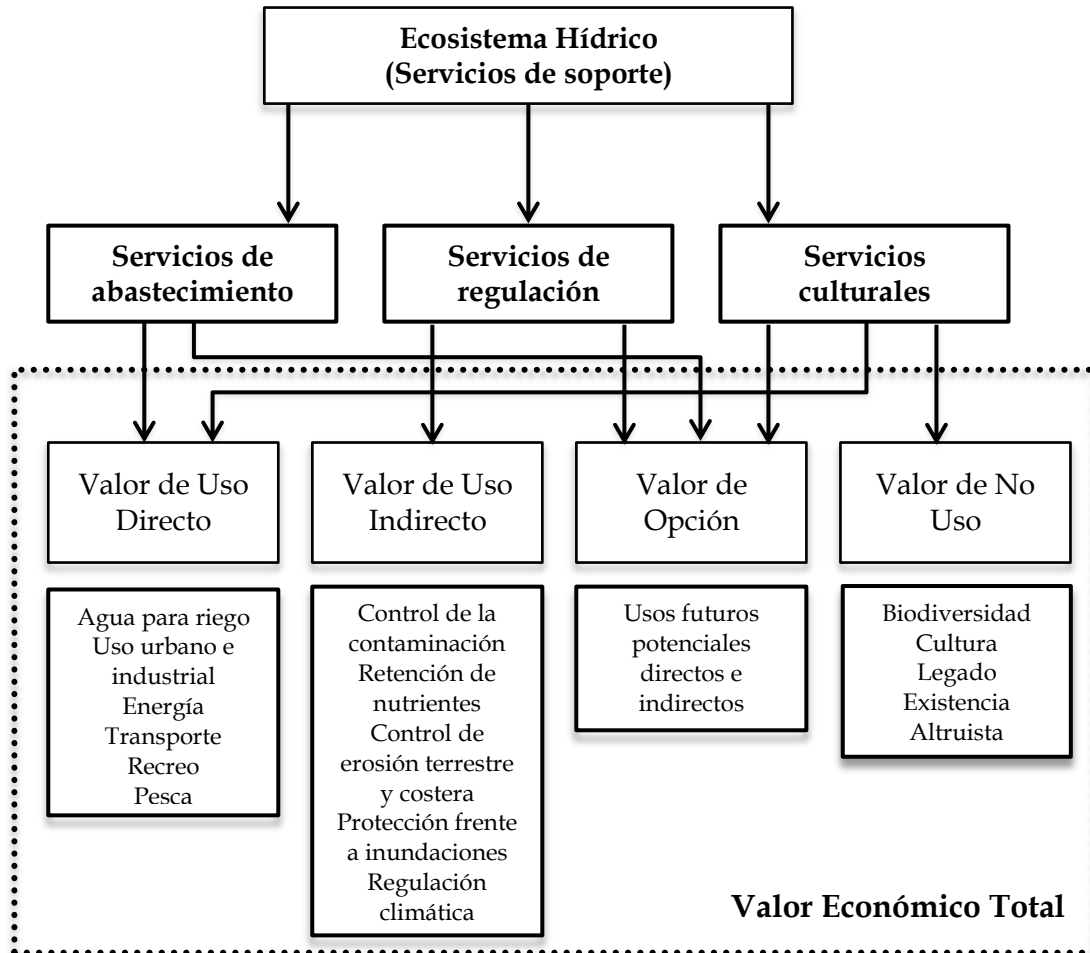 Ecosistema Hídrico
(Servicios de soporte)
Servicios de
abastecimiento
Servicios de
regulación
Servicios
culturales
Valor de Uso
Directo
Valor de Uso
Indirecto
Valor de
Opción
Valor de No
Uso
Agua para riego
Uso urbano e
industrial
Energía
Transporte
Recreo
Pesca
Control de la
contaminación
Retención de
nutrientes
Control de
erosión terrestre
y costera
Protección frente
a inundaciones
Regulación
climática
Usos futuros
potenciales
directos e
indirectos
Biodiversidad
Cultura
Legado
Existencia
Altruista
Valor Económico Total